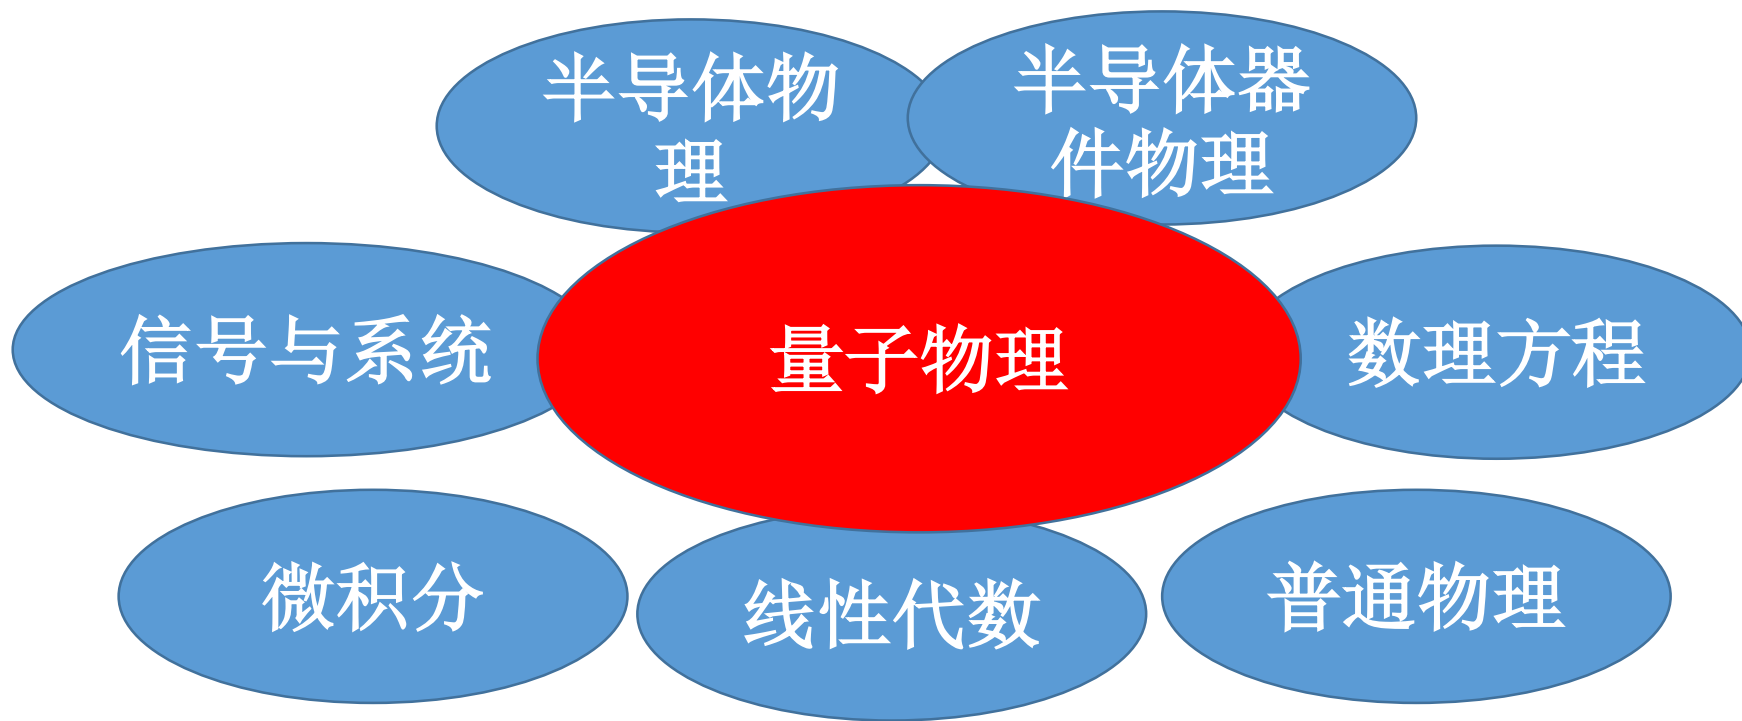 半导体物
理
半导体器
件物理
信号与系统
量子物理
数理方程
微积分
线性代数
普通物理